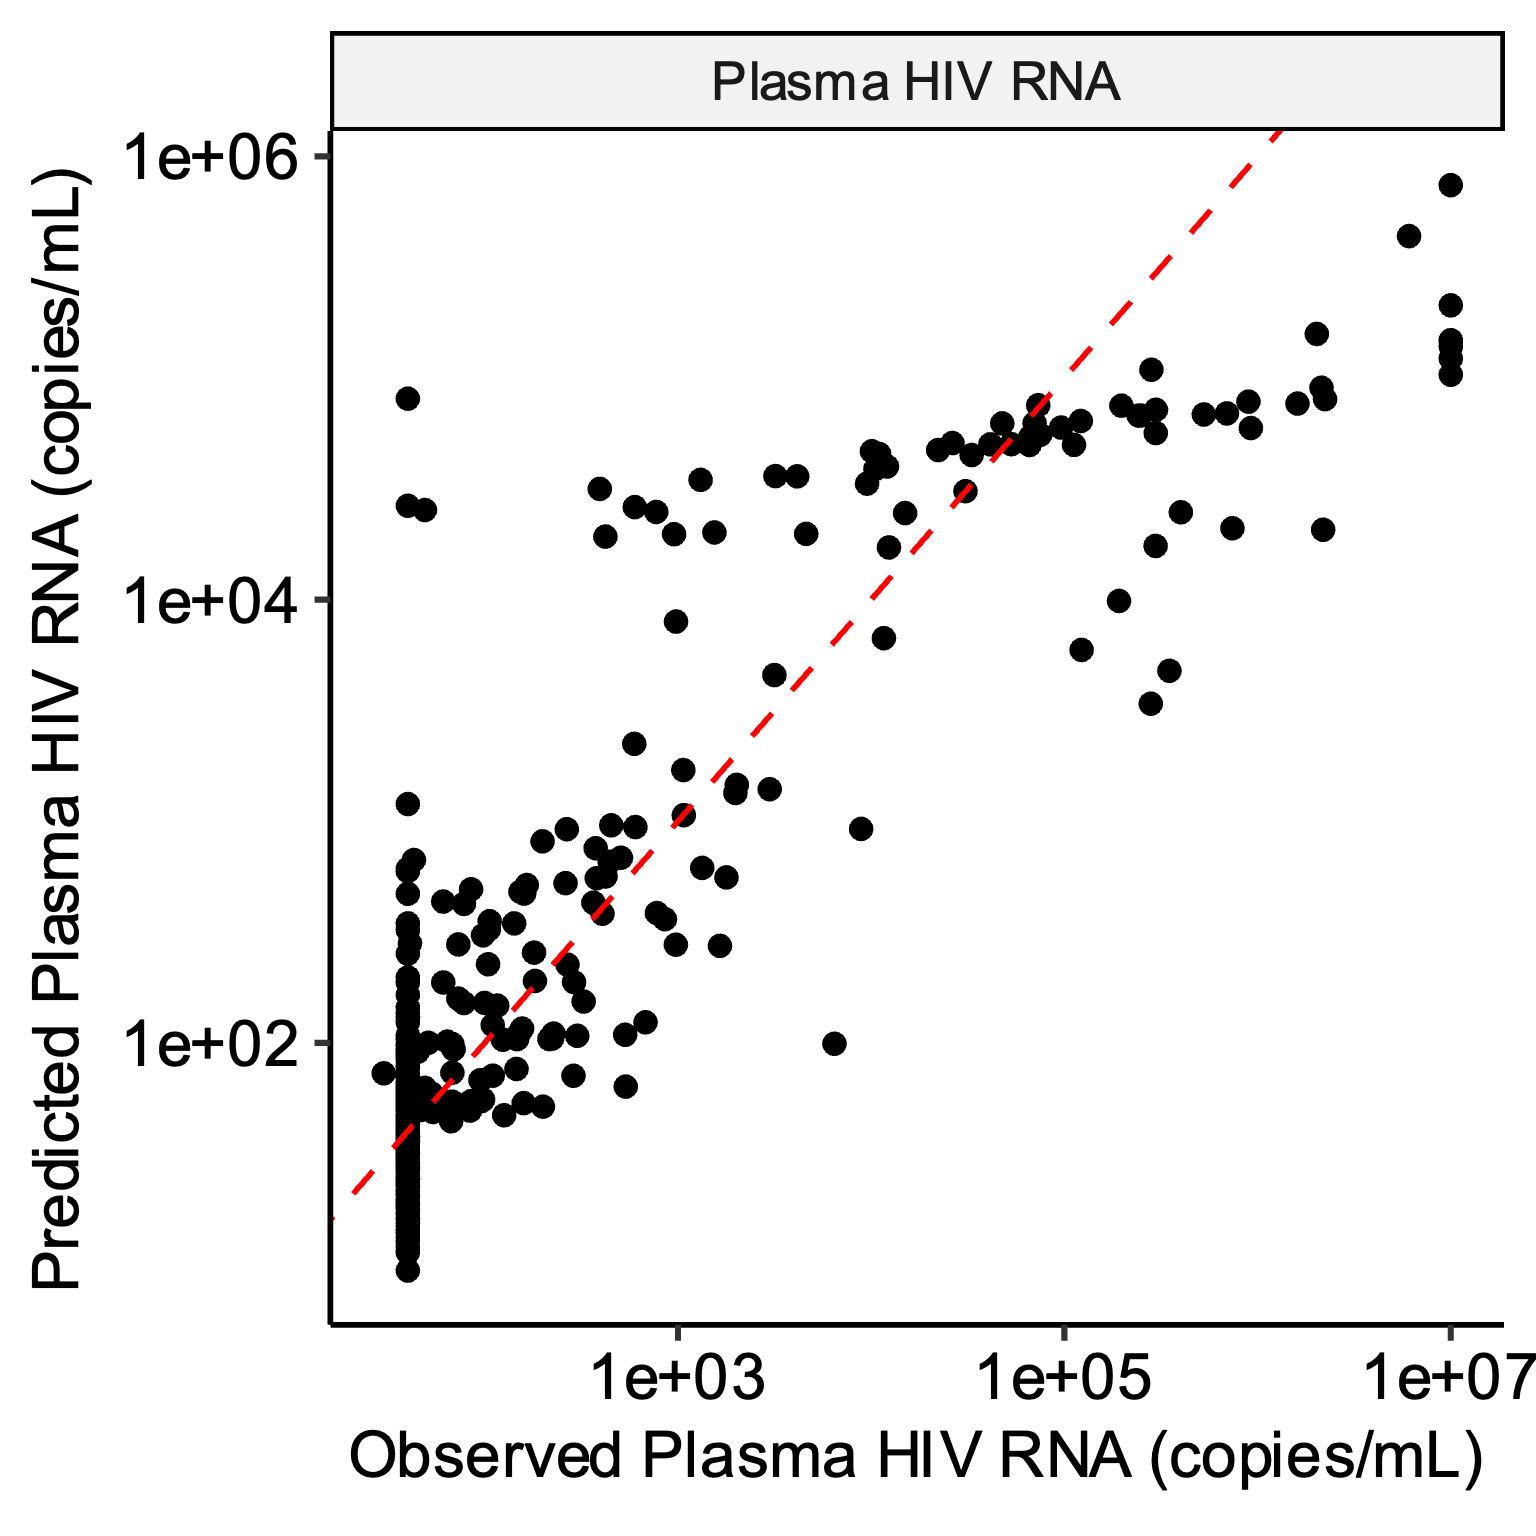 Plasma HIV RNA
1e+06
1e+04
1e+02
Predicted Plasma HIV RNA (copies/mL)
1e+03 1e+05 1e+07
Observed Plasma HIV RNA (copies/mL)